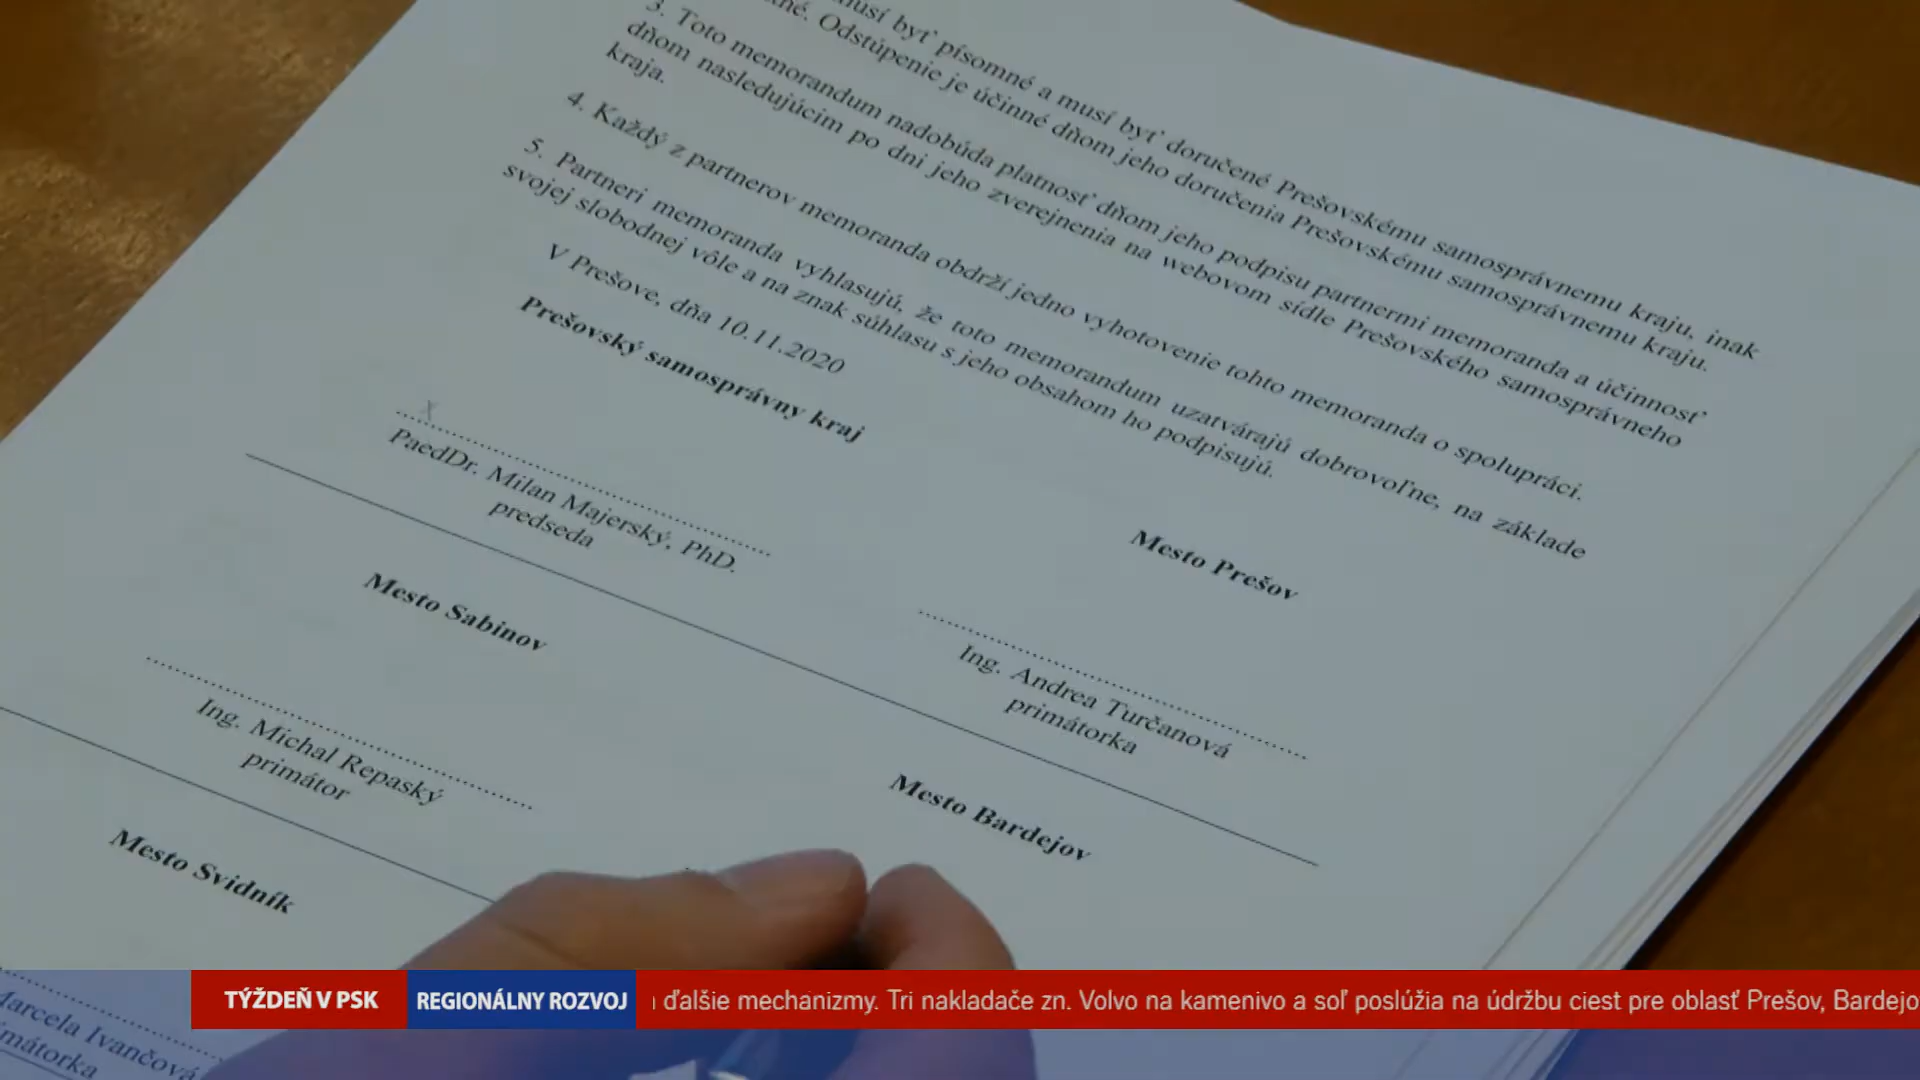 musí byť písomné a musí byť doručené Prešovskému samosprávnemu kraju, inak
Odstúpenie je účinné dňom jeho doručenia Prešovskému samosprávnemu kraju.
3. Toto memorandum nadobúda platnosť dňom jeho podpisu partnermi memoranda a účinnosť
dňom nasledujúcim po dni jeho zverejnenia na webovom sídle Prešovského samosprávneho
kraja.
4. Každý z partnerov memoranda obdrží jedno vyhotovenie tohto memoranda o spolupráci.
5. Partneri memoranda vyhlasujú, že toto memorandum uzatvárajú dobrovoľne, na základe
svojej slobodnej vôle a na znak súhlasu s jeho obsahom ho podpisujú.
V Prešove, dňa 10.11.2020
Prešovský samosprávny kraj
Mesto Prešov
x
PaedDr. Milan Majerský, PhD.
predseda
Ing. Andrea Turčanová
primátorka
Mesto Sabinov
Mesto Bardejov
Ing. Michal Repaský
primátor
Mesto Svidník
Marcela Ivančová
primátorka
TÝŽDEŇ V PSK
REGIONÁLNY ROZVOJ
ďalšie mechanizmy. Tri nakladače zn. Volvo na kamenivo a soľ poslúžia na údržbu ciest pre oblasť Prešov, Bardejo